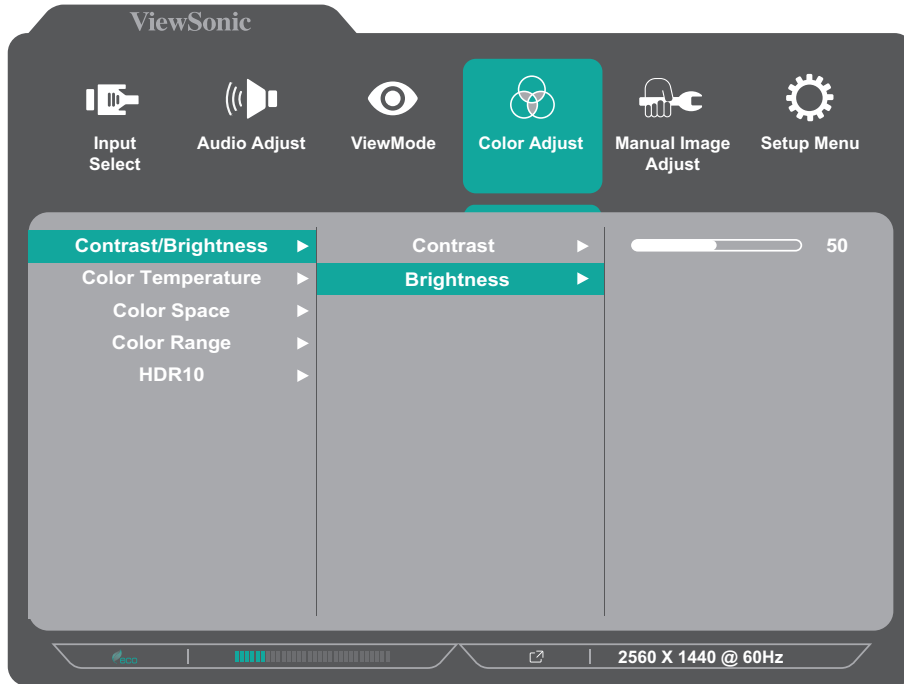 ViewSonic
Input Select
Audio Adjust
ViewMode
Color Adjust
Manual Image Adjust
Setup Menu
Contrast/Brightness
Contrast
50
Color Temperature
Brightness
Color Space
Color Range
HDR10
eco
2560 X 1440 @ 60Hz